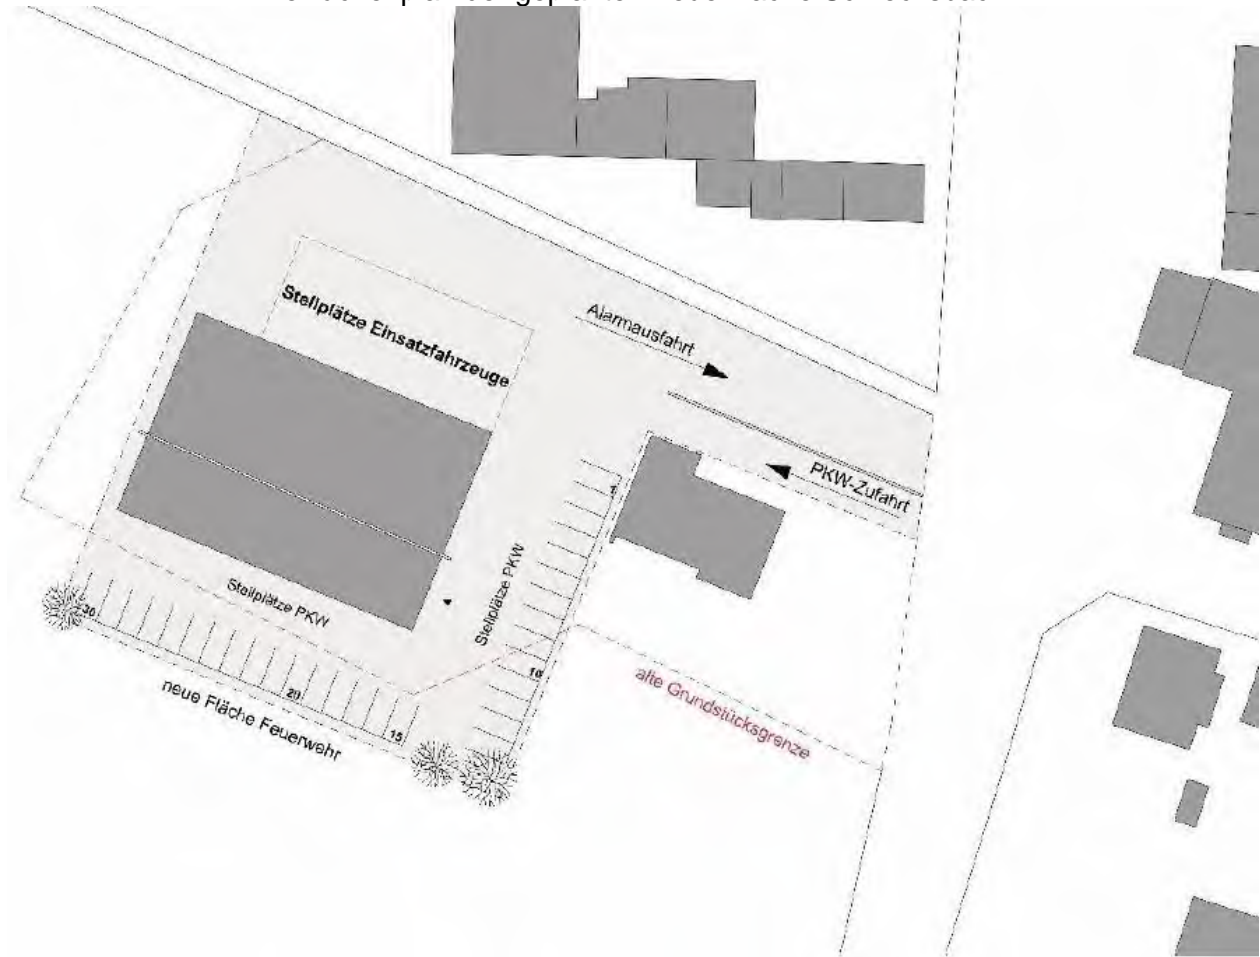 Stellplätze Einsatzfahrzeuge
Alarmausfahrt
PKW-Zufahrt
1
Stellplätze PKW
10
Stellplätze PKW
30
20
15
neue Fläche Feuerwehr
alte Grundstücksgrenze